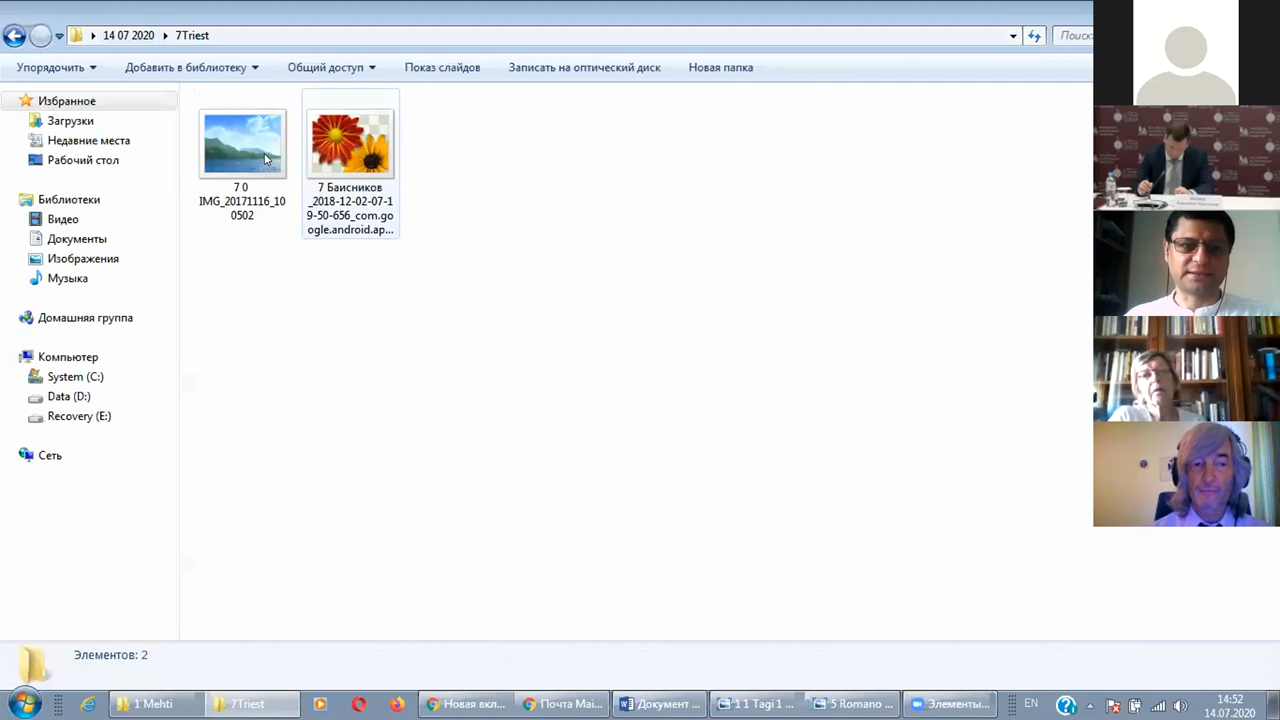 14 07 2020
7Triest
Поиск:
Упорядочить
Добавить в библиотеку
Общий доступ
Показ слайдов
Записать на оптический диск
Новая папка
Избранное
Загрузки
Недавние места
Рабочий стол
Библиотеки
Видео
Документы
Изображения
Музыка
Домашняя группа
Компьютер
System (C:)
Data (D:)
Recovery (E:)
Сеть
7 0
IMG_20171116_10
0502
7 Баисников
_2018-12-02-07-1
9-50-656_com.go
ogle.android.ap...
Элементов: 2
1 Mehti
7Triest
Новая вкл...
Почта Mai...
Документ ...
1 1 Tagi 1 ...
5 Romano ...
Элементы...
EN
14:52
14.07.2020